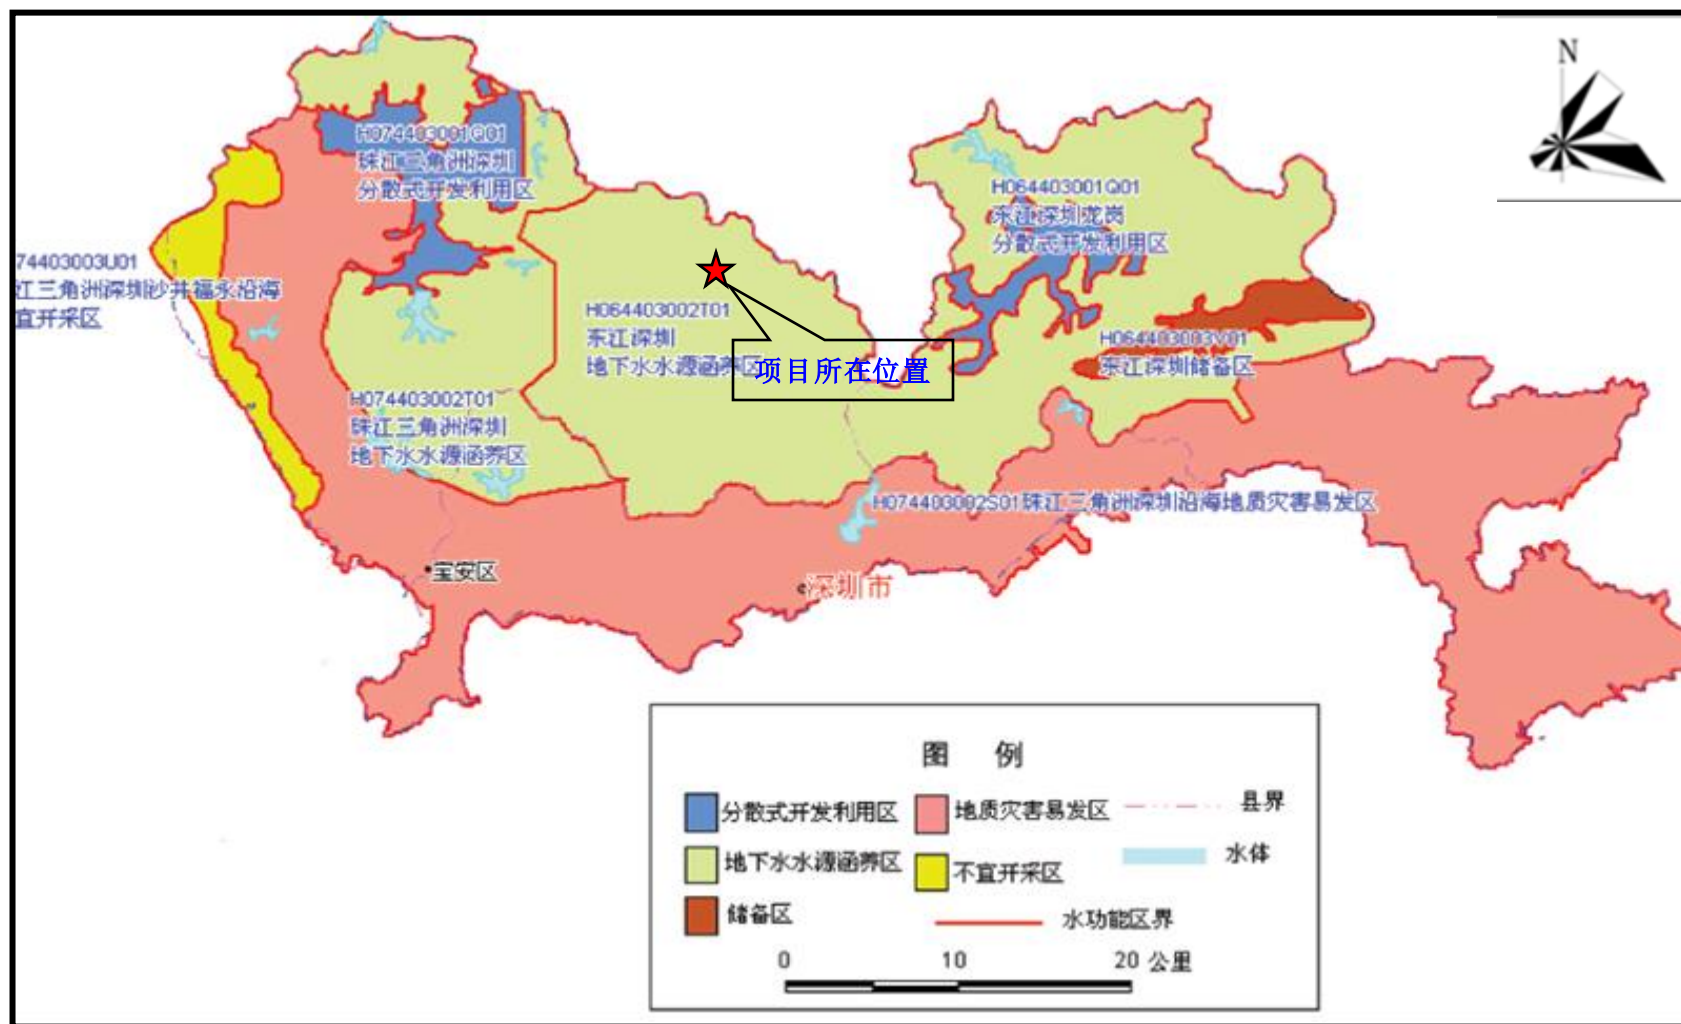 N
H074403001Q01
珠江三角洲深圳
分散式开发利用区
H064403001Q01
东江深圳龙岗
分散式开发利用区
74403003U01
江三角洲深圳沙井福永沿海
宜开采区
H064403002T01
东江深圳
地下水水源涵养区
项目所在位置
H064403003V01
东江深圳储备区
H074403002T01
珠江三角洲深圳
地下水水源涵养区
H074403002S01珠江三角洲深圳沿海地质灾害易发区
宝安区
深圳市
图 例
分散式开发利用区
地质灾害易发区
县界
地下水水源涵养区
不宜开采区
水体
储备区
水功能区界
0 10 20 公里